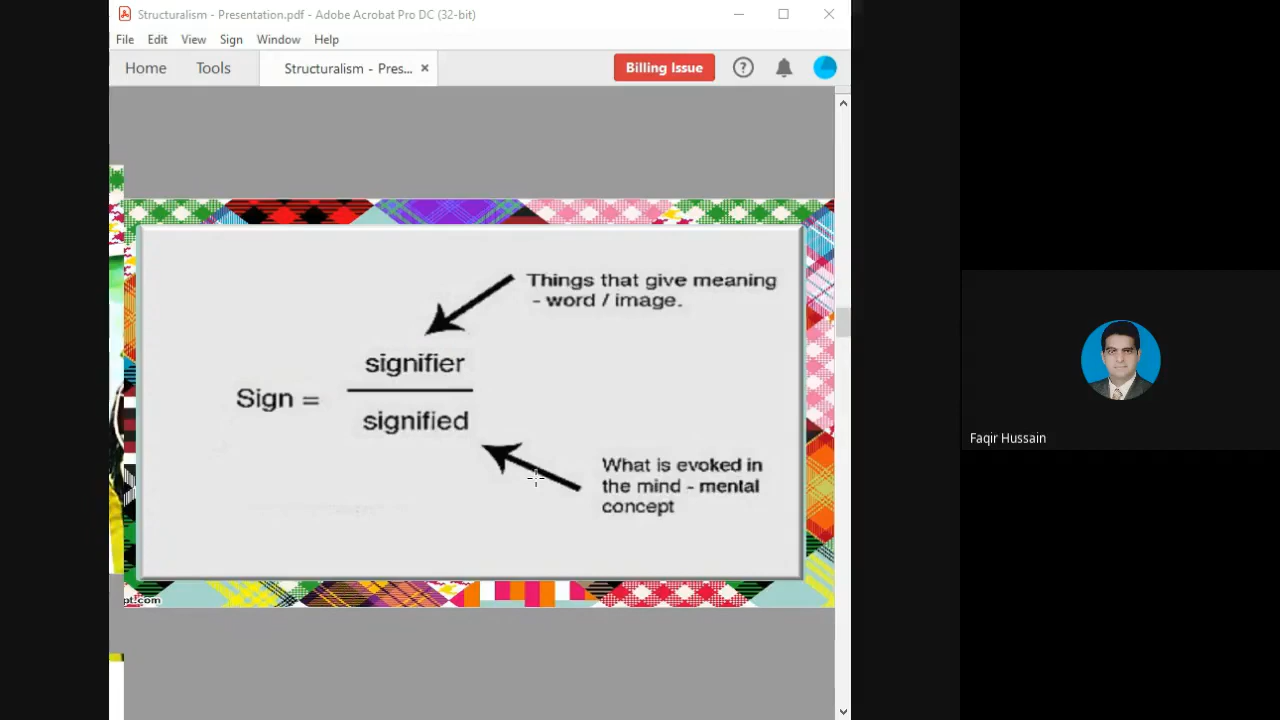 Structuralism - Presentation.pdf - Adobe Acrobat Pro DC (32-bit)
File Edit View Sign Window Help
Home Tools Structuralism - Pres... × Billing Issue ?
Things that give meaning
- word / image.
signifier
Sign =
signified
What is evoked in
the mind - mental
concept
pt.com
Faqir Hussain